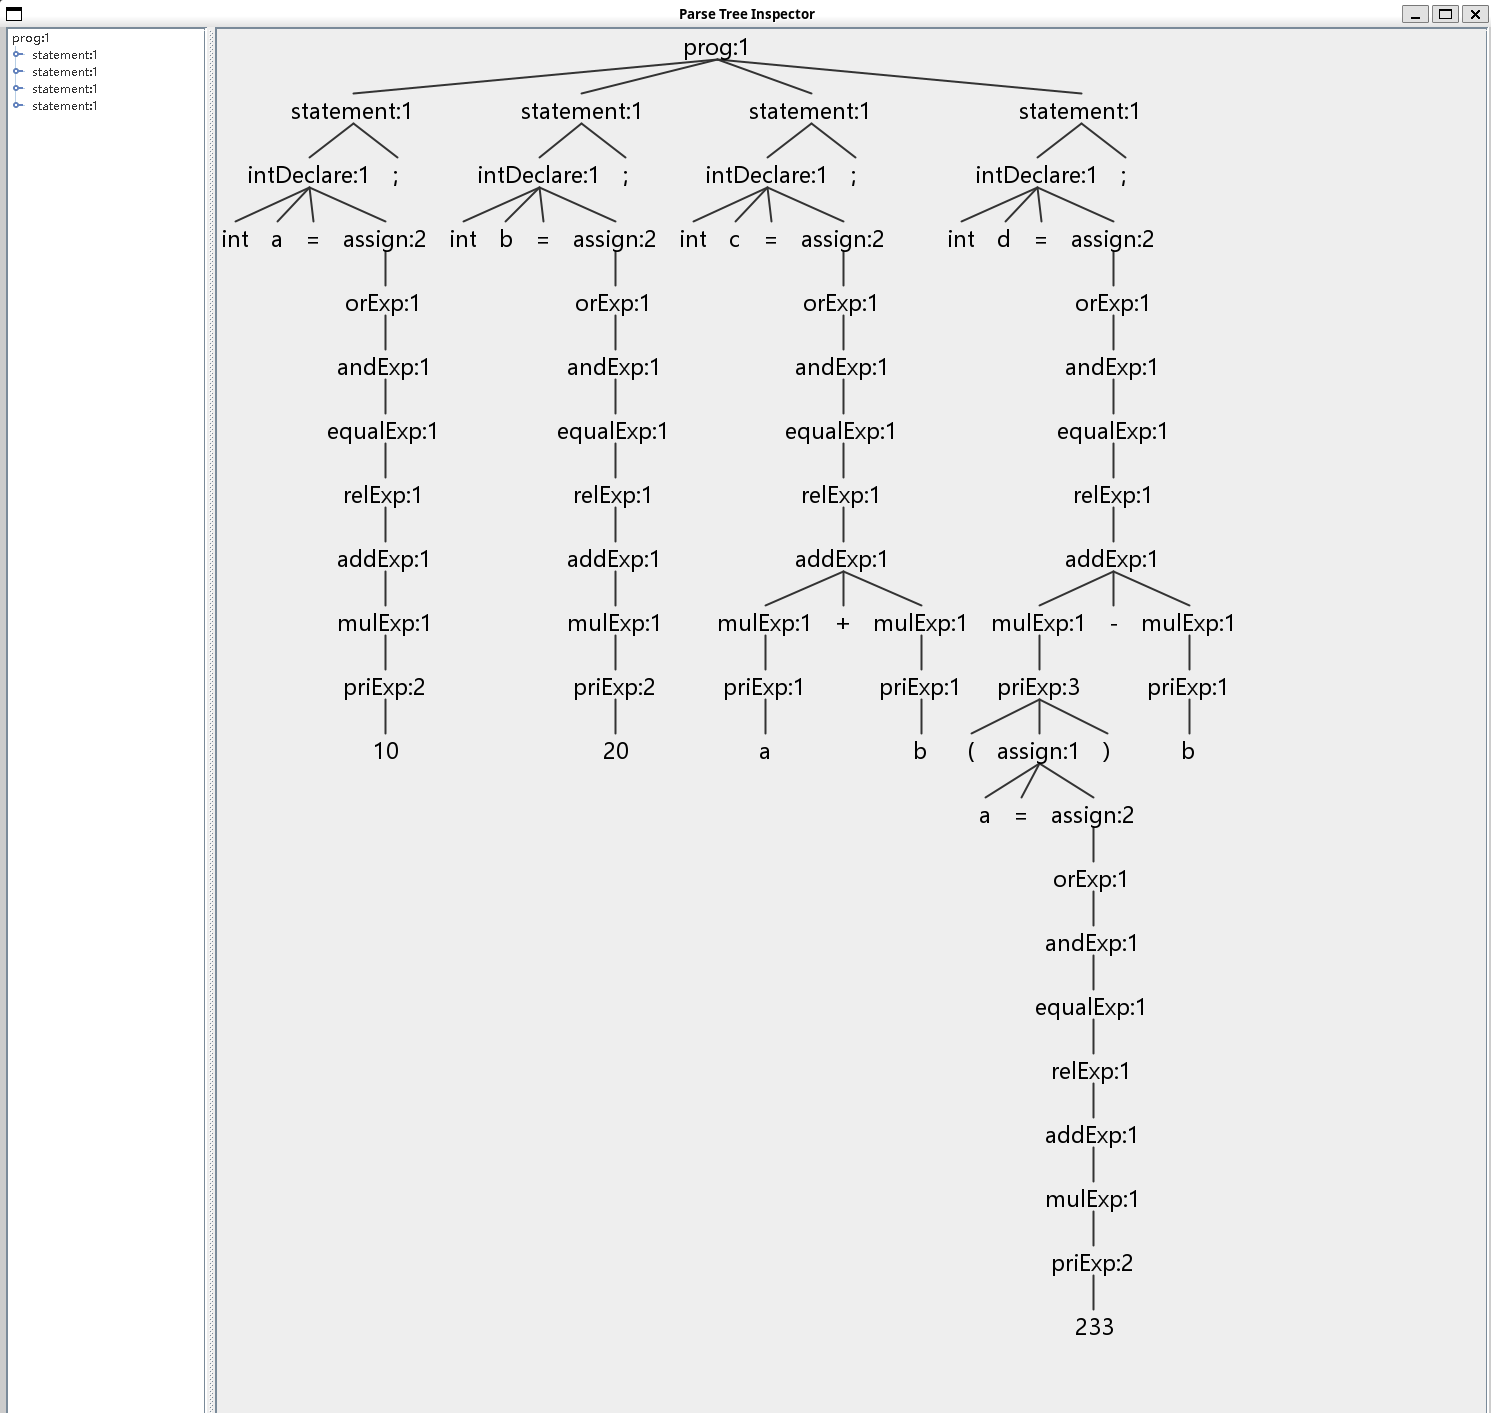 Parse Tree Inspector
prog:1
statement:1
statement:1
statement:1
statement:1
prog:1
statement:1 statement:1 statement:1 statement:1
intDeclare:1 ; intDeclare:1 ; intDeclare:1 ; intDeclare:1 ;
int a = assign:2 int b = assign:2 int c = assign:2 int d = assign:2
orExp:1 orExp:1 orExp:1 orExp:1
andExp:1 andExp:1 andExp:1 andExp:1
equalExp:1 equalExp:1 equalExp:1 equalExp:1
relExp:1 relExp:1 relExp:1 relExp:1
addExp:1 addExp:1 addExp:1 addExp:1
mulExp:1 mulExp:1 mulExp:1 + mulExp:1 mulExp:1 - mulExp:1
priExp:2 priExp:2 priExp:1 priExp:1 priExp:3 priExp:1
10 20 a b ( assign:1 ) b
a = assign:2
orExp:1
andExp:1
equalExp:1
relExp:1
addExp:1
mulExp:1
priExp:2
233